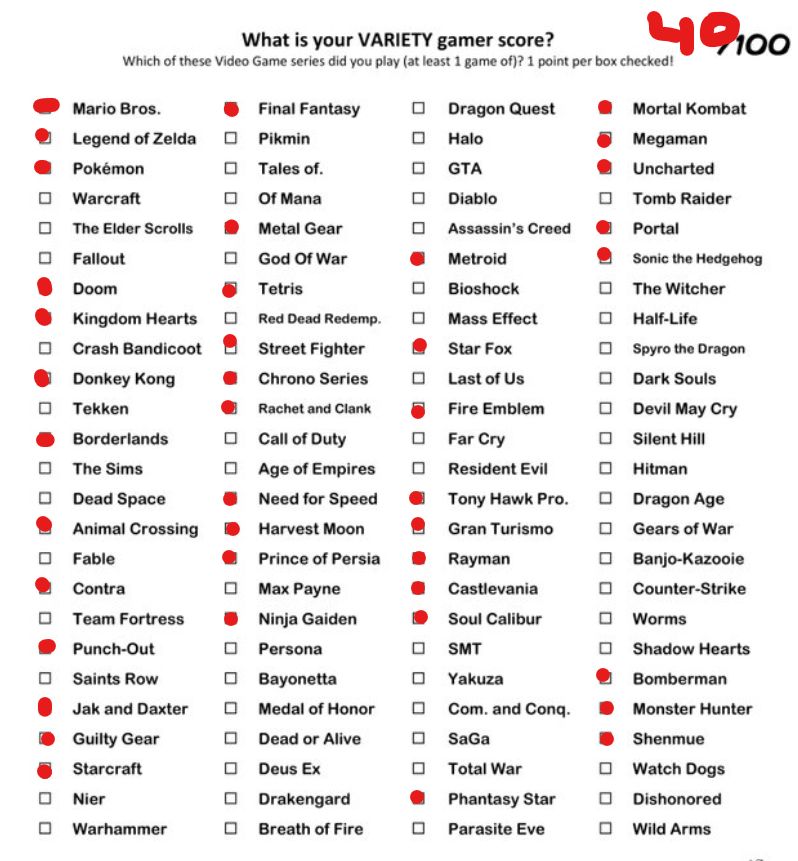 What is your VARIETY gamer score?
40/100
Which of these Video Game series did you play (at least 1 game of)? 1 point per box checked!
Mario Bros.
Legend of Zelda
Pokémon
Warcraft
The Elder Scrolls
Fallout
Doom
Kingdom Hearts
Crash Bandicoot
Donkey Kong
Tekken
Borderlands
The Sims
Dead Space
Animal Crossing
Fable
Contra
Team Fortress
Punch-Out
Saints Row
Jak and Daxter
Guilty Gear
Starcraft
Nier
Warhammer
Final Fantasy
Pikmin
Tales of.
Of Mana
Metal Gear
God Of War
Tetris
Red Dead Redemp.
Street Fighter
Chrono Series
Rachet and Clank
Call of Duty
Age of Empires
Need for Speed
Harvest Moon
Prince of Persia
Max Payne
Ninja Gaiden
Persona
Bayonetta
Medal of Honor
Dead or Alive
Deus Ex
Drakengard
Breath of Fire
Dragon Quest
Halo
GTA
Diablo
Assassin's Creed
Metroid
Bioshock
Mass Effect
Star Fox
Last of Us
Fire Emblem
Far Cry
Resident Evil
Tony Hawk Pro.
Gran Turismo
Rayman
Castlevania
Soul Calibur
SMT
Yakuza
Com. and Conq.
SaGa
Total War
Phantasy Star
Parasite Eve
Mortal Kombat
Megaman
Uncharted
Tomb Raider
Portal
Sonic the Hedgehog
The Witcher
Half-Life
Spyro the Dragon
Dark Souls
Devil May Cry
Silent Hill
Hitman
Dragon Age
Gears of War
Banjo-Kazooie
Counter-Strike
Worms
Shadow Hearts
Bomberman
Monster Hunter
Shenmue
Watch Dogs
Dishonored
Wild Arms